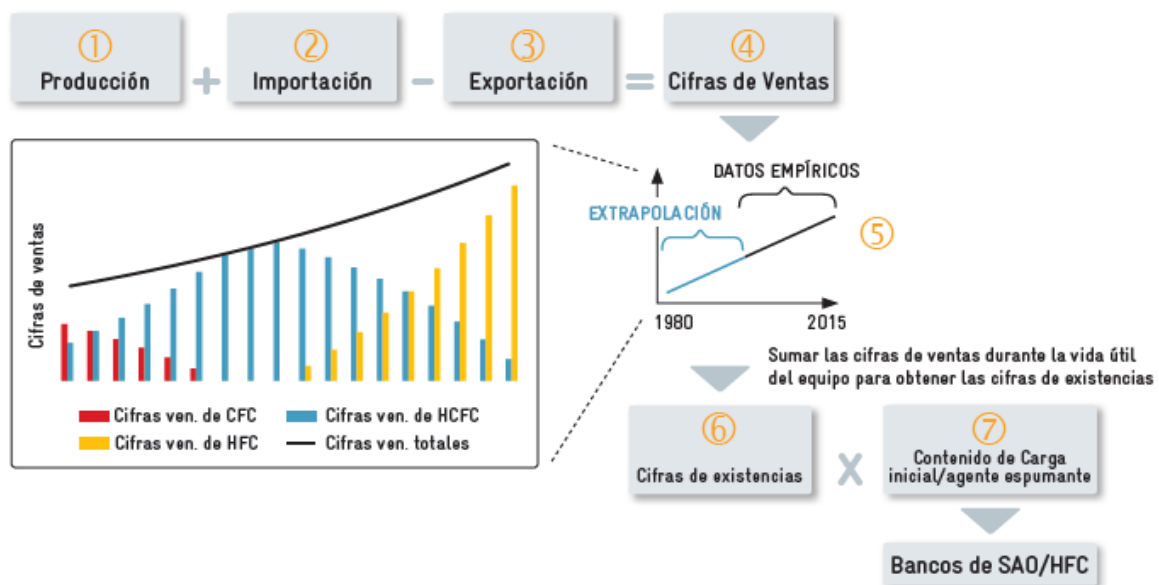 ①
Producción
+
②
Importación
-
③
Exportación
=
④
Cifras de Ventas
Cifras de ventas
Cifras ven. de CFC
Cifras ven. de HCFC
Cifras ven. de HFC
Cifras ven. totales
DATOS EMPÍRICOS
EXTRAPOLACIÓN
⑤
1980
2015
Sumar las cifras de ventas durante la vida útil
del equipo para obtener las cifras de existencias
⑥
Cifras de existencias
X
⑦
Contenido de Carga
inicial/agente espumante
Bancos de SAO/HFC